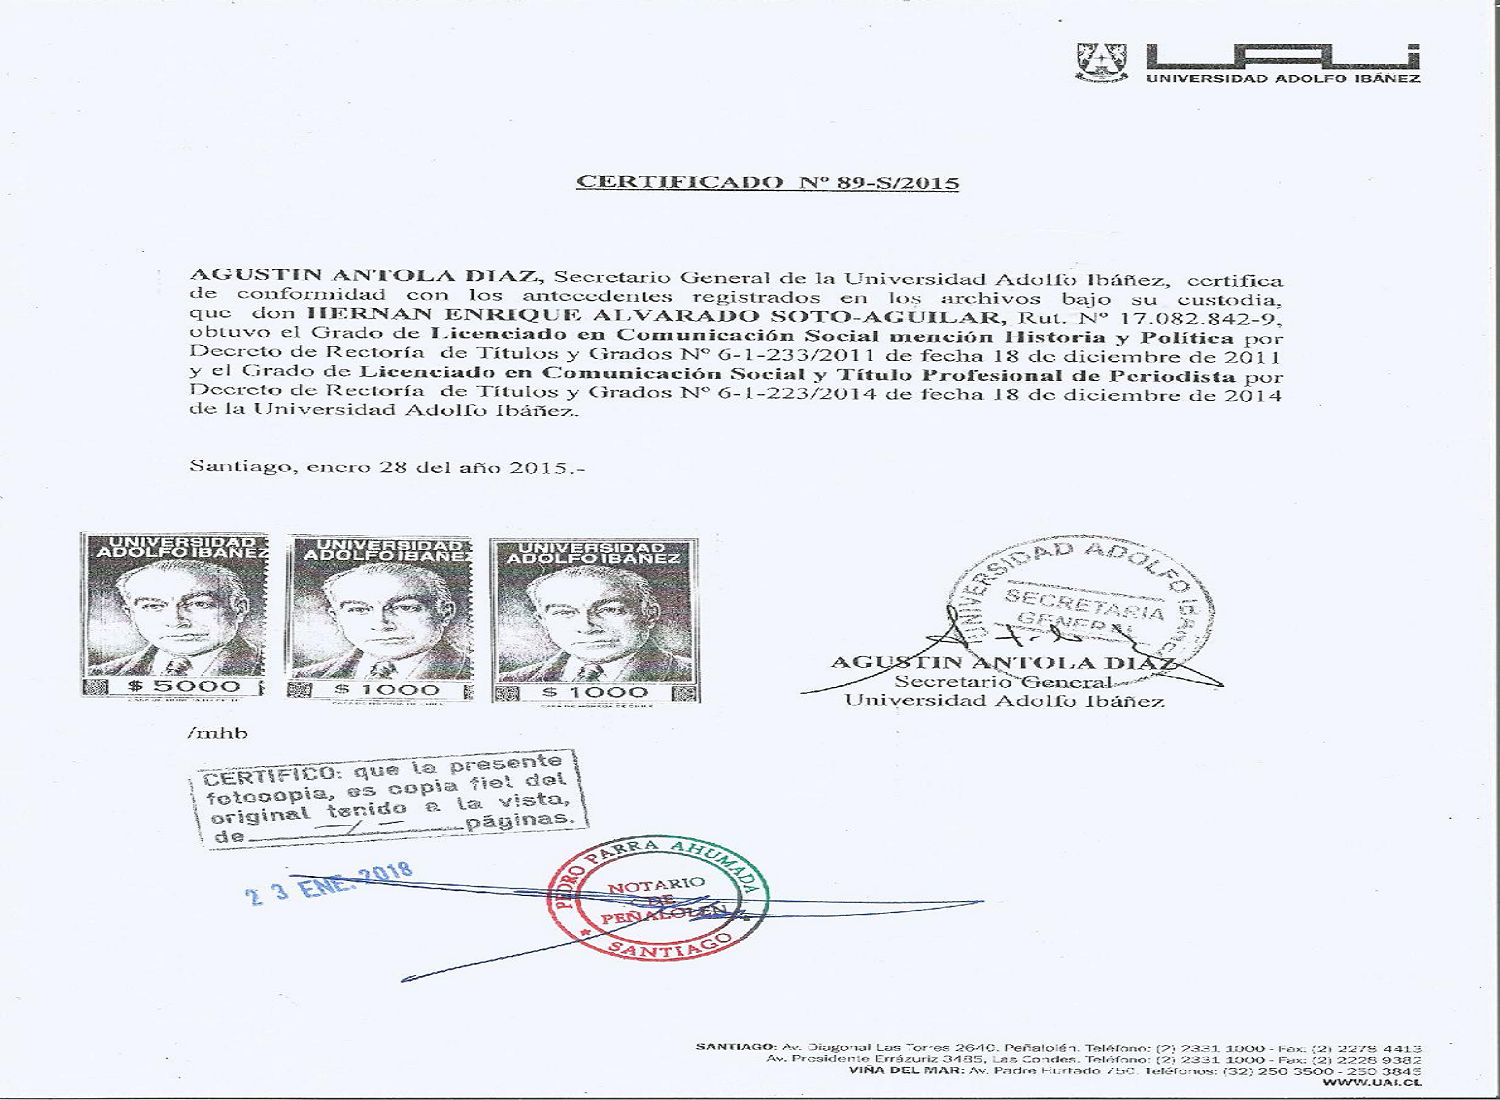 UAI
UNIVERSIDAD ADOLFO IBÁÑEZ
CERTIFICADO Nº 89-S/2015
AGUSTIN ANTOLA DIAZ, Secretario General de la Universidad Adolfo Ibáñez, certifica
de conformidad con los antecedentes registrados en los archivos bajo su custodia,
que don HERNAN ENRIQUE ALVARADO SOTO-AGUILAR, Rut. Nº 17.082.842-9,
obtuvo el Grado de Licenciado en Comunicación Social mención Historia y Política por
Decreto de Rectoría de Títulos y Grados Nº 6-1-233/2011 de fecha 18 de diciembre de 2011
y el Grado de Licenciado en Comunicación Social y Título Profesional de Periodista por
Decreto de Rectoría de Títulos y Grados Nº 6-1-223/2014 de fecha 18 de diciembre de 2014
de la Universidad Adolfo Ibáñez.
Santiago, enero 28 del año 2015.-
UNIVERSIDAD
ADOLFO IBAÑEZ
$ 5000
UNIVERSIDAD
ADOLFO IBAÑEZ
$ 1000
UNIVERSIDAD
ADOLFO IBAÑEZ
$ 1000
CASA DE MONEDA DE CHILE
UNIVERSIDAD ADOLFO IBAÑEZ
SECRETARIA
GENERAL
AGUSTIN ANTOLA DIAZ
Secretario General
Universidad Adolfo Ibáñez
/mhb
CERTIFICO: que la presente
fotocopia, es copia fiel del
original tenido a la vista,
de páginas.
23 ENE. 2018
PEDRO PARRA AHUMADA
NOTARIO
DE
PEÑALOLEN
* SANTIAGO *
SANTIAGO: Av. Diagonal Las Torres 2640, Peñalolén. Teléfono: (2) 2331 1000 - Fax: (2) 2278 4413
Av. Presidente Errázuriz 3485, Las Condes. Teléfono: (2) 2331 1000 - Fax: (2) 2228 9382
VIÑA DEL MAR: Av. Padre Hurtado 750. Teléfonos: (32) 250 3500 - 250 3845
WWW.UAI.CL